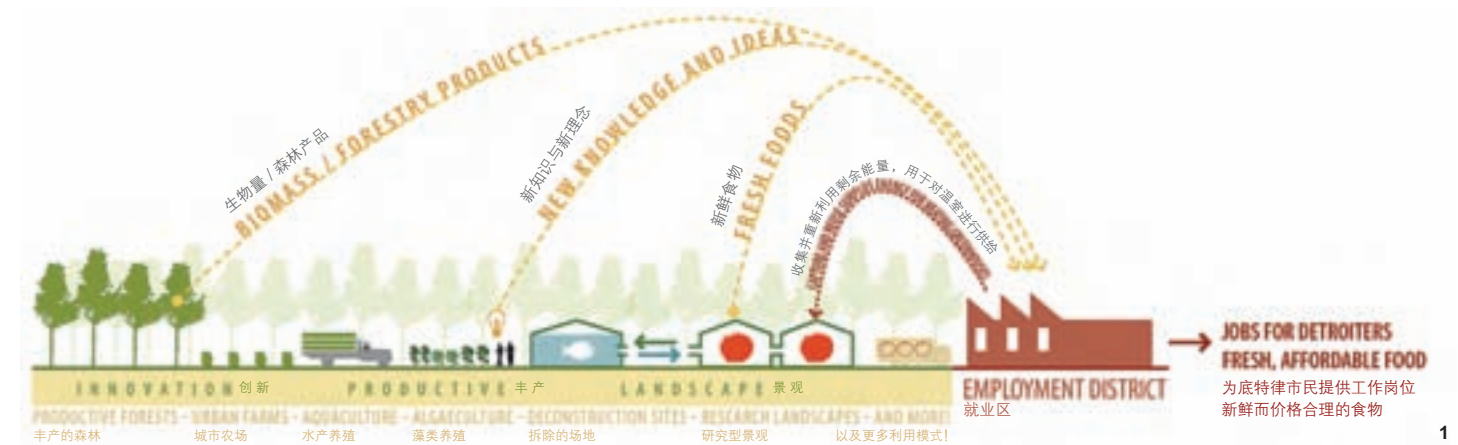 生物量 / 森林产品
BIOMASS / FORESTRY PRODUCTS
新知识与新理念
NEW KNOWLEDGE AND IDEAS
新鲜食物
FRESH FOODS
收集并重新利用剩余能量，用于对温室进行供给
INNOVATION 创新 PRODUCTIVE 丰产 LANDSCAPE 景观
PRODUCTIVE FORESTS - URBAN FARMS - AQUACULTURE - ALGAECULTURE - DECONSTRUCTION SITES - RESEARCH LANDSCAPES - AND MORE!
丰产的森林 城市农场 水产养殖 藻类养殖 拆除的场地 研究型景观 以及更多利用模式！
EMPLOYMENT DISTRICT
就业区
JOBS FOR DETROITERS
FRESH, AFFORDABLE FOOD
为底特律市民提供工作岗位
新鲜而价格合理的食物
1